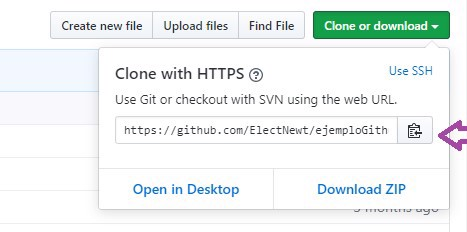 Create new file Upload files Find File Clone or download
Clone with HTTPS ? Use SSH
Use Git or checkout with SVN using the web URL.
https://github.com/ElectNewt/ejemploGith
Open in Desktop Download ZIP
months ago